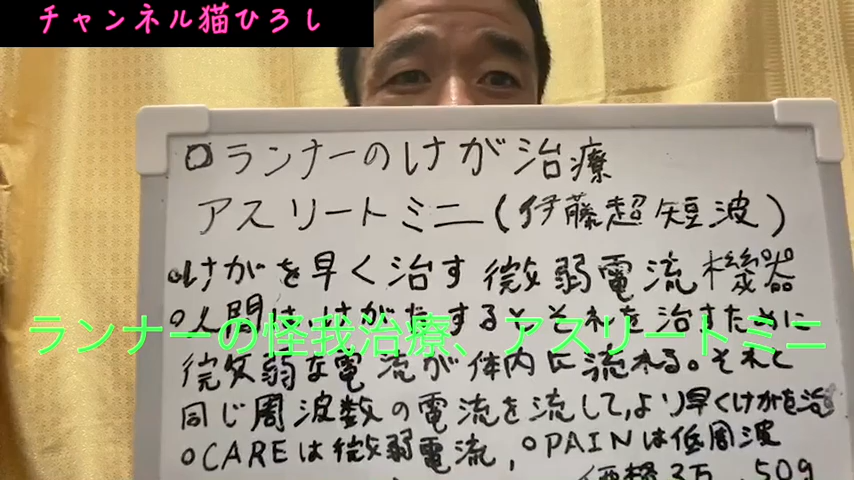 チャンネル猫ひろし
ロランナーのけが治療
アスリートミニ(伊藤超短波)
○けがを早く治す微弱電流機器
○人間はけがをするとそれを治すために
ランナーの怪我治療、アスリートミニ
微弱な電流が体内に流れる。それと
同じ周波数の電流を流して、より早くけがを治
○CAREは微弱電流,○PAINは低周波
価格3万、50g